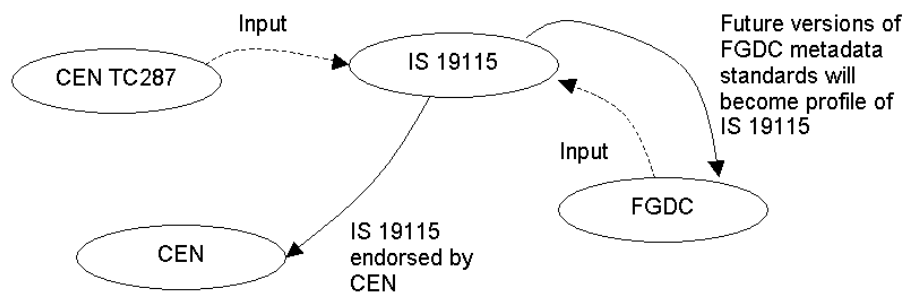 Input
CEN TC287
IS 19115
Future versions of
FGDC metadata
standards will
become profile of
IS 19115
Input
FGDC
CEN
IS 19115
endorsed by
CEN